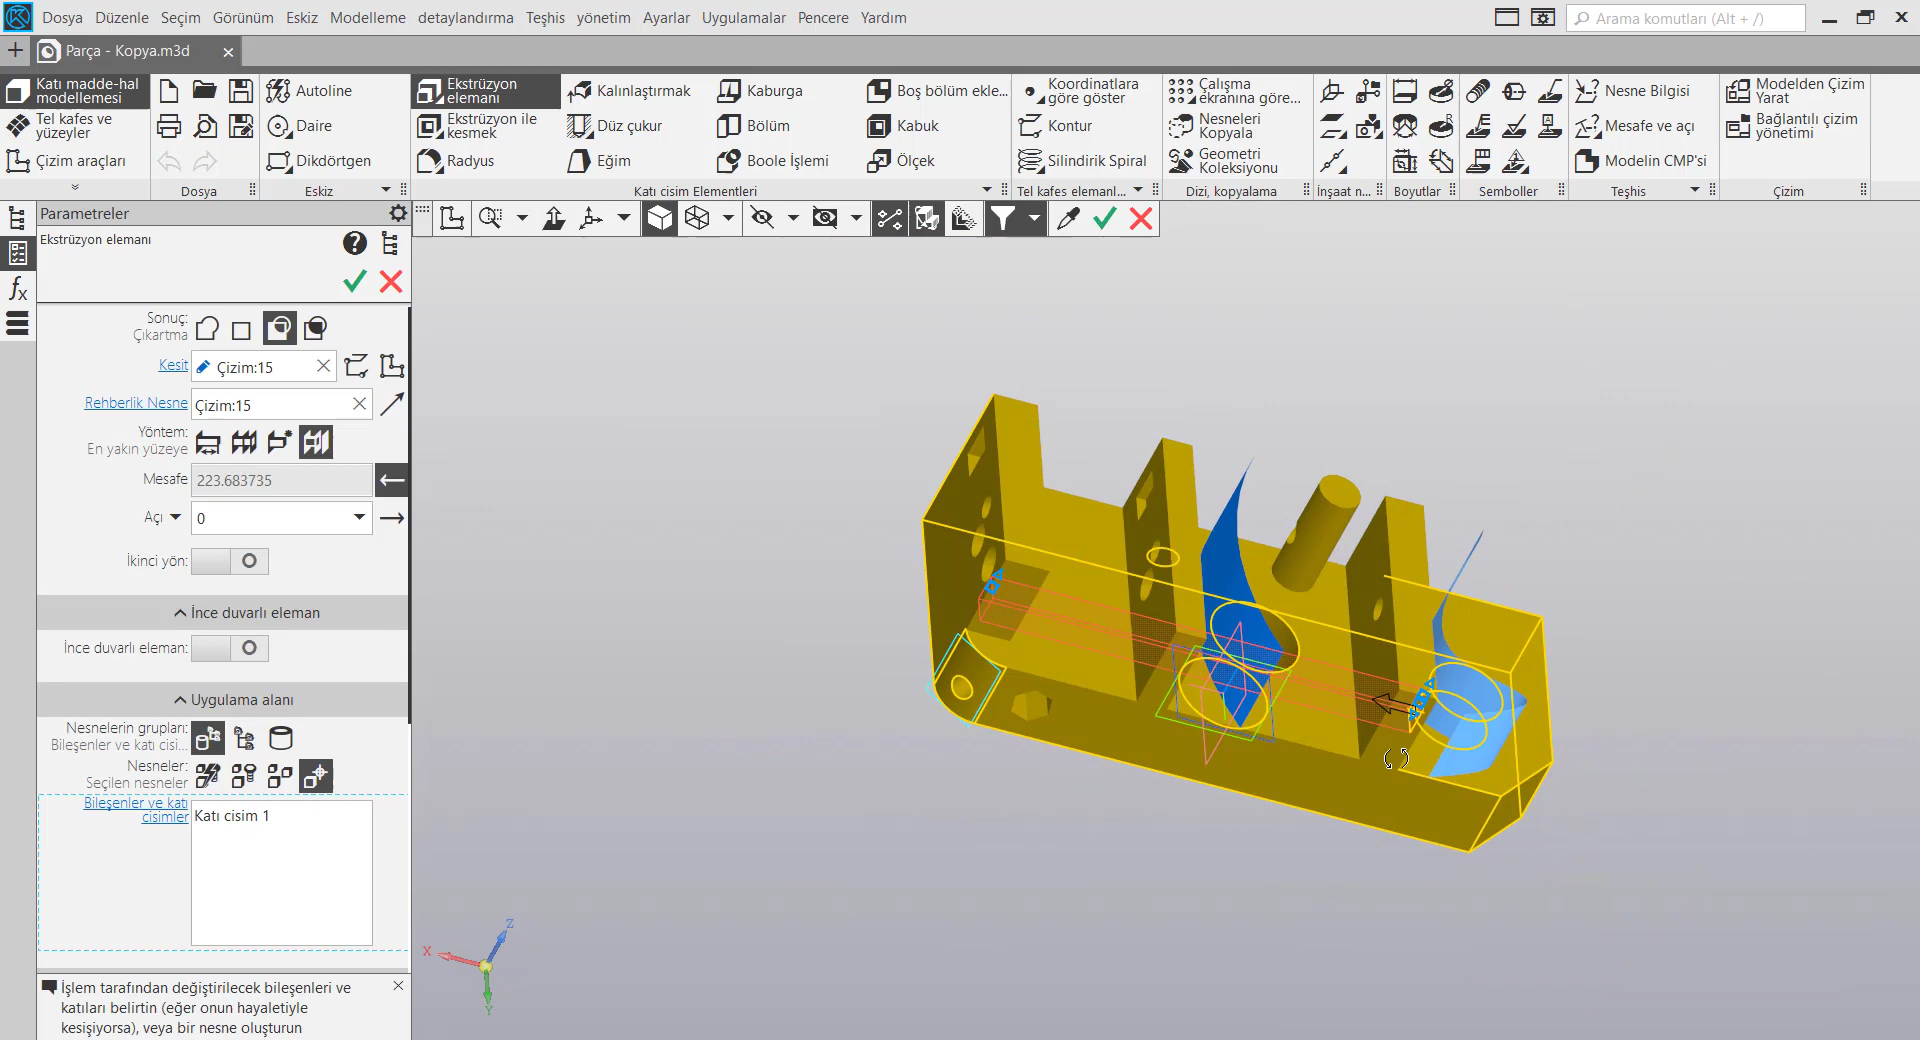 Dosya Düzenle Seçim Görünüm Eskiz Modelleme detaylandırma Teşhis yönetim Ayarlar Uygulamalar Pencere Yardım
Arama komutları (Alt + /)
Parça - Kopya.m3d
Katı madde-hal
modellemesi
Tel kafes ve
yüzeyler
Çizim araçları
Dosya
Autoline
Daire
Dikdörtgen
Eskiz
Ekstrüzyon
elemanı
Ekstrüzyon ile
kesmek
Radyus
Kalınlaştırmak
Düz çukur
Eğim
Kaburga
Bölüm
Boole İşlemi
Boş bölüm ekle...
Kabuk
Ölçek
Katı cisim Elementleri
Koordinatlara
göre göster
Kontur
Silindirik Spiral
Tel kafes elemanl...
Çalışma
ekranına göre...
Nesneleri
Kopyala
Geometri
Koleksiyonu
Dizi, kopyalama
İnşaat n...
Boyutlar
Semboller
Nesne Bilgisi
Mesafe ve açı
Modelin CMP'si
Teşhis
Modelden Çizim
Yarat
Bağlantılı çizim
yönetimi
Çizim
Parametreler
Ekstrüzyon elemanı
Sonuç:
Çıkartma
Kesit
Çizim:15
Rehberlik Nesne
Çizim:15
Yöntem:
En yakın yüzeye
Mesafe
223.683735
Açı
0
İkinci yön:
İnce duvarlı eleman
İnce duvarlı eleman:
Uygulama alanı
Nesnelerin grupları:
Bileşenler ve katı cisi...
Nesneler:
Seçilen nesneler
Bileşenler ve katı
cisimler
Katı cisim 1
İşlem tarafından değiştirilecek bileşenleri ve
katıları belirtin (eğer onun hayaletiyle
kesişiyorsa), veya bir nesne oluşturun
Z
X
Y